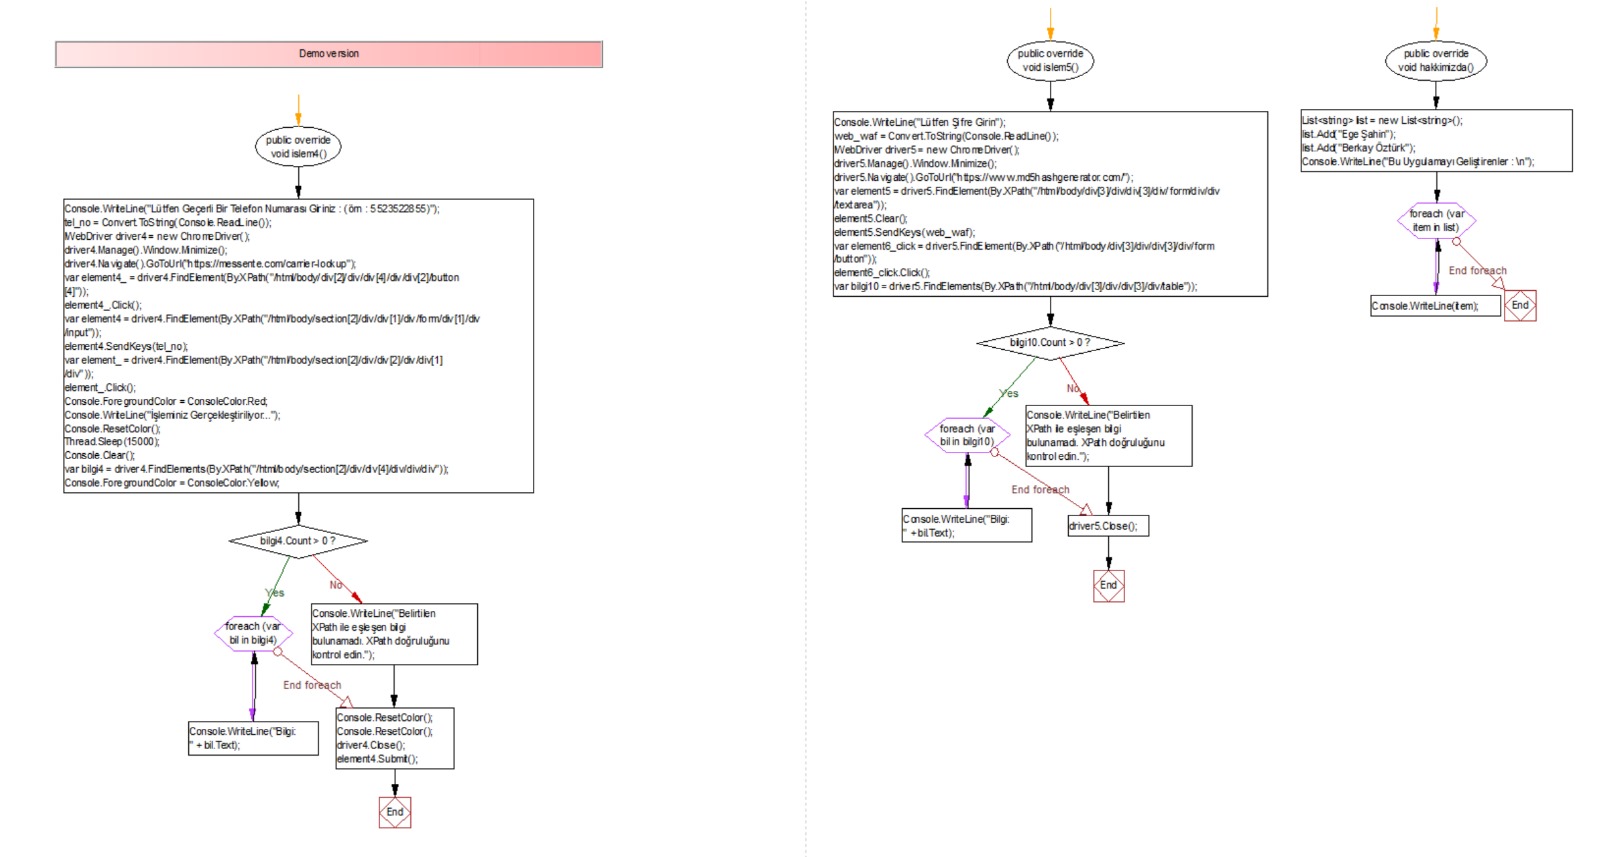 Demo version
public override
void islem4()
Console.WriteLine("Lütfen Geçerli Bir Telefon Numarası Giriniz : (örn : 5523522855)");
tel_no = Convert.ToString(Console.ReadLine());
IWebDriver driver4 = new ChromeDriver();
driver4.Manage().Window.Minimize();
driver4.Navigate().GoToUrl("https://messente.com/carrier-lookup");
var element4_ = driver4.FindElement(By.XPath("/html/body/div[2]/div/div[4]/div/div[2]/button
[4]"));
element4_.Click();
var element4 = driver4.FindElement(By.XPath("/html/body/section[2]/div/div[1]/div/form/div[1]/div
/input"));
element4.SendKeys(tel_no);
var element_ = driver4.FindElement(By.XPath("/html/body/section[2]/div/div[2]/div/div[1]
/div"));
element_.Click();
Console.ForegroundColor = ConsoleColor.Red;
Console.WriteLine("İşleminiz Gerçekleştiriliyor...");
Console.ResetColor();
Thread.Sleep(15000);
Console.Clear();
var bilgi4 = driver4.FindElements(By.XPath("/html/body/section[2]/div/div[4]/div/div/div"));
Console.ForegroundColor = ConsoleColor.Yellow;
bilgi4.Count > 0 ?
Yes
No
foreach (var
bil in bilgi4)
Console.WriteLine("Belirtilen
XPath ile eşleşen bilgi
bulunamadı. XPath doğruluğunu
kontrol edin.");
End foreach
Console.WriteLine("Bilgi:
" + bil.Text);
Console.ResetColor();
Console.ResetColor();
driver4.Close();
element4.Submit();
End
public override
void islem5()
Console.WriteLine("Lütfen Şifre Girin");
web_waf = Convert.ToString(Console.ReadLine());
IWebDriver driver5 = new ChromeDriver();
driver5.Manage().Window.Minimize();
driver5.Navigate().GoToUrl("https://www.md5hashgenerator.com/");
var element5 = driver5.FindElement(By.XPath("/html/body/div[3]/div/div[3]/div/form/div/div
/textarea"));
element5.Clear();
element5.SendKeys(web_waf);
var element6_click = driver5.FindElement(By.XPath("/html/body/div[3]/div/div[3]/div/form
/button"));
element6_click.Click();
var bilgi10 = driver5.FindElements(By.XPath("/html/body/div[3]/div/div[3]/div/table"));
bilgi10.Count > 0 ?
Yes
No
foreach (var
bil in bilgi10)
Console.WriteLine("Belirtilen
XPath ile eşleşen bilgi
bulunamadı. XPath doğruluğunu
kontrol edin.");
End foreach
Console.WriteLine("Bilgi:
" + bil.Text);
driver5.Close();
End
public override
void hakkimizda()
List<string> list = new List<string>();
list.Add("Ege Şahin");
list.Add("Berkay Öztürk");
Console.WriteLine("Bu Uygulamayı Geliştirenler : \n");
foreach (var
item in list)
End foreach
Console.WriteLine(item);
End